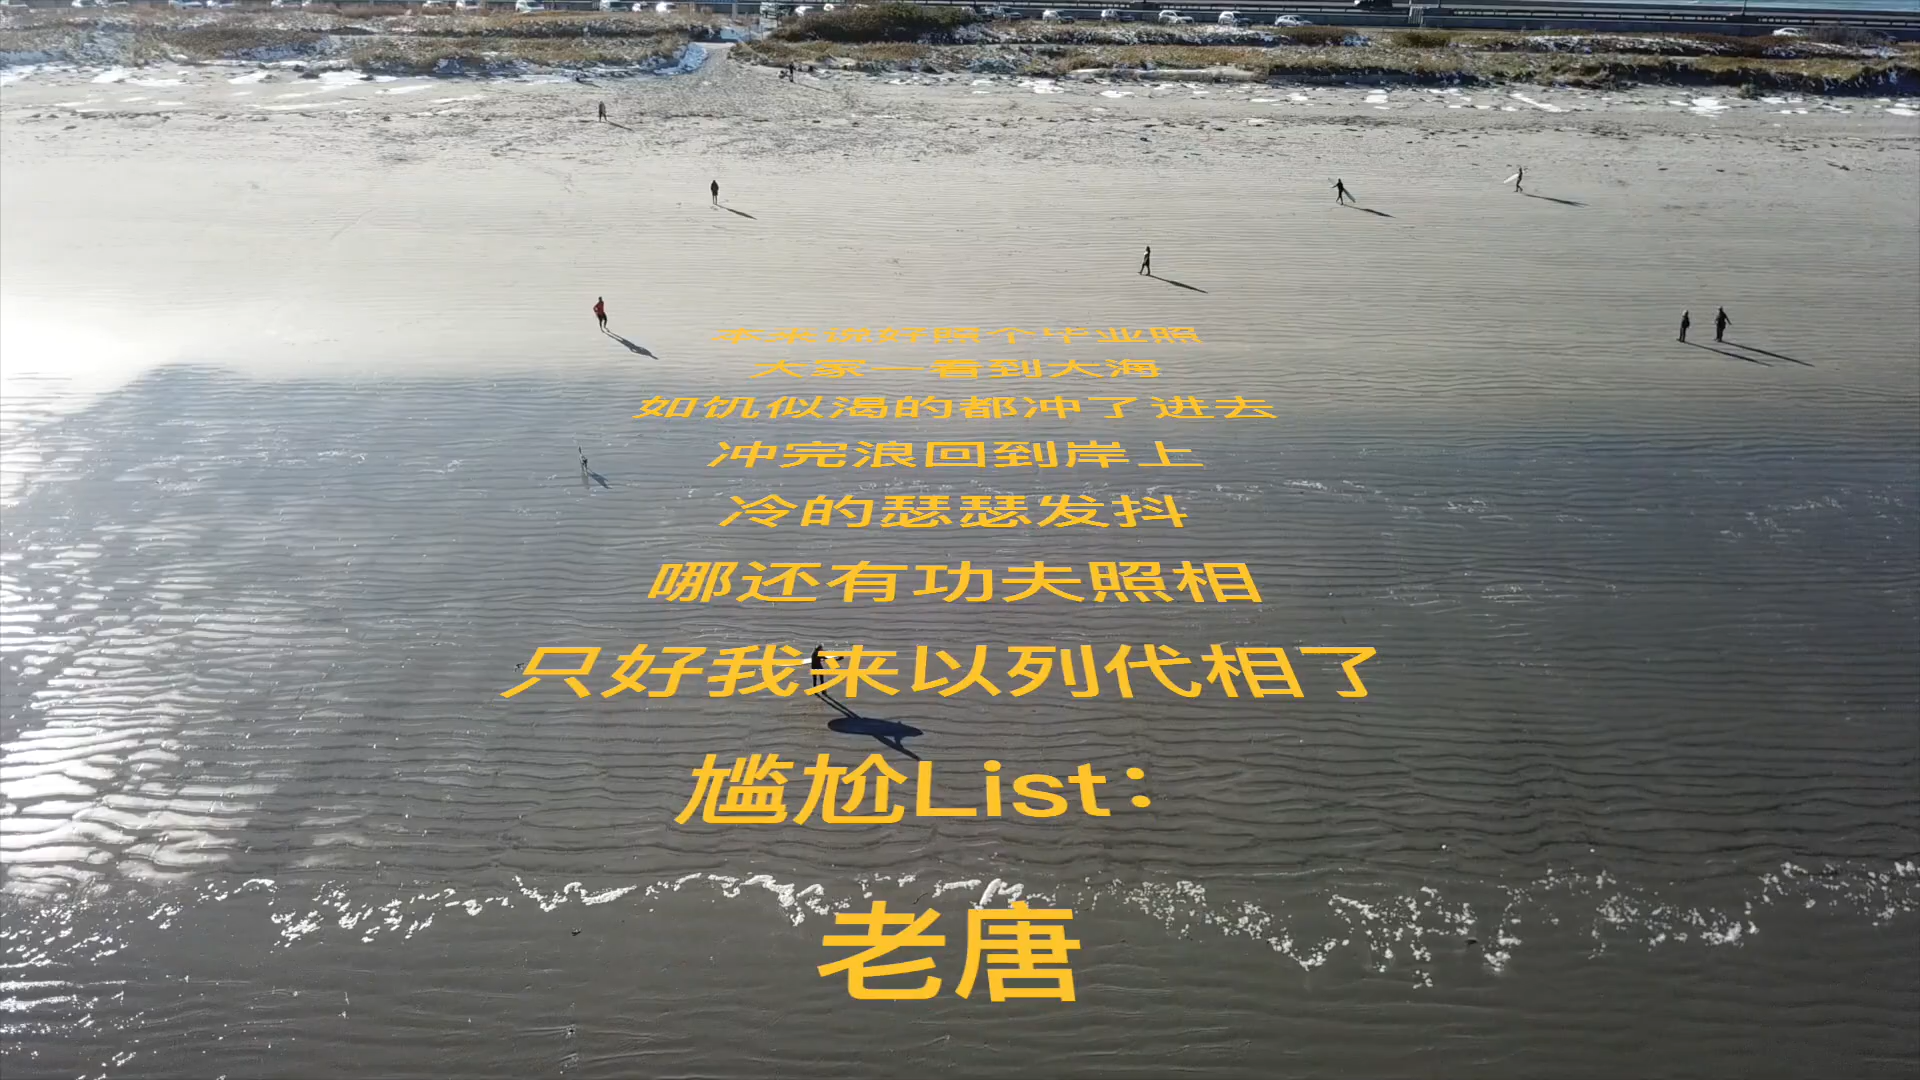 本来说好照个毕业照
大家一看到大海
如饥似渴的都冲了进去
冲完浪回到岸上
冷的瑟瑟发抖
哪还有功夫照相
只好我来以列代相了
尴尬List：
老唐